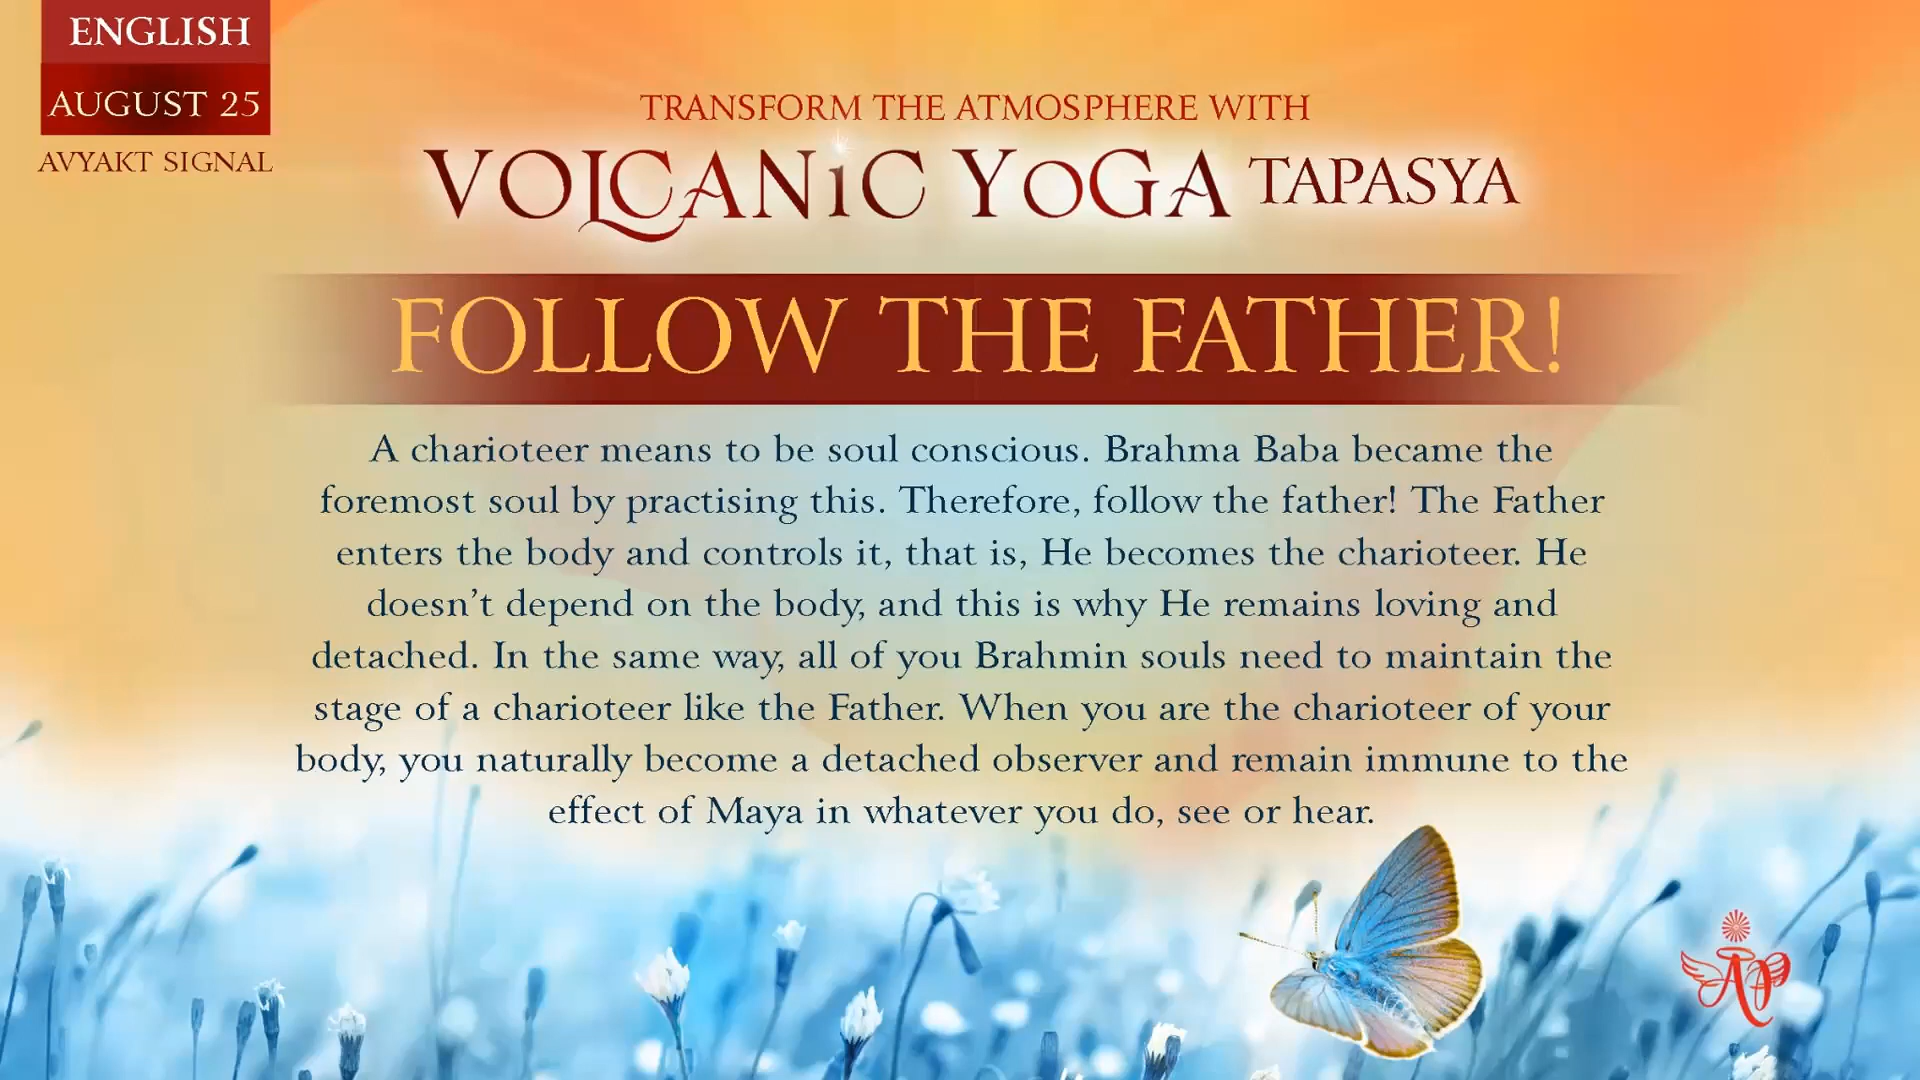 ENGLISH
AUGUST 25
AVYAKT SIGNAL
TRANSFORM THE ATMOSPHERE WITH
VOLCANiC YoGA TAPASYA
FOLLOW THE FATHER!
A charioteer means to be soul conscious. Brahma Baba became the
foremost soul by practising this. Therefore, follow the father! The Father
enters the body and controls it, that is, He becomes the charioteer. He
doesn't depend on the body, and this is why He remains loving and
detached. In the same way, all of you Brahmin souls need to maintain the
stage of a charioteer like the Father. When you are the charioteer of your
body, you naturally become a detached observer and remain immune to the
effect of Maya in whatever you do, see or hear.
AP